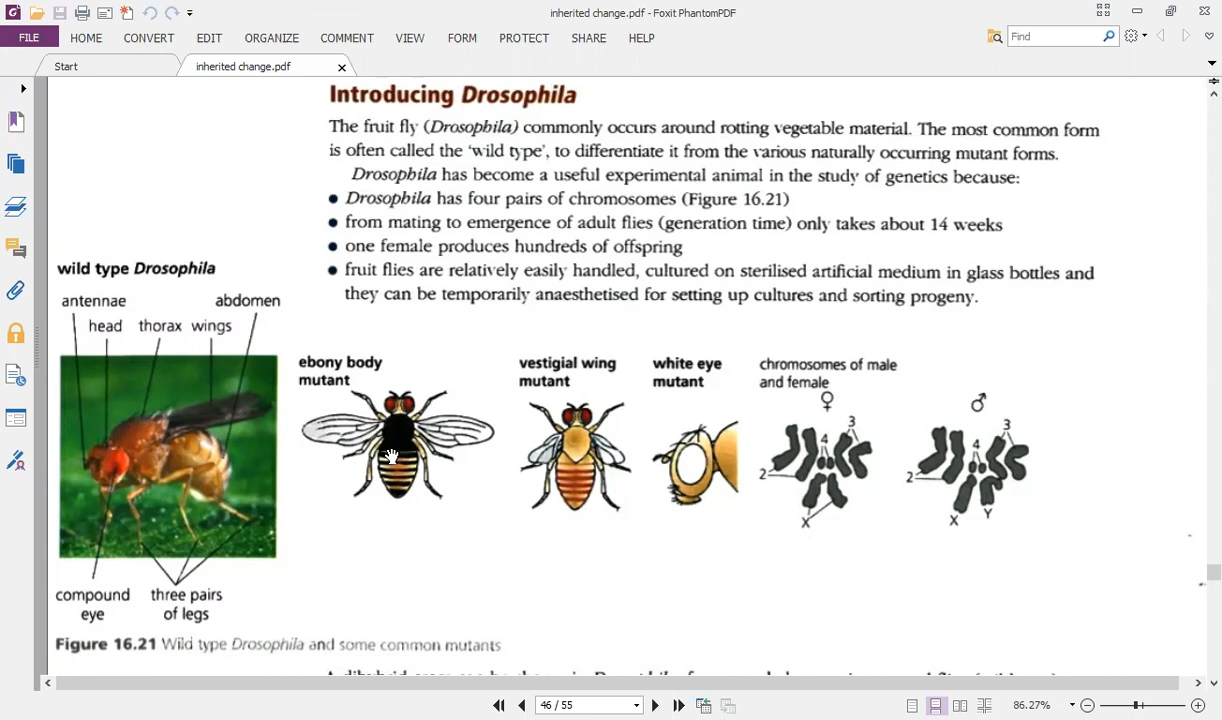 inherited change.pdf - Foxit PhantomPDF
FILE HOME CONVERT EDIT ORGANIZE COMMENT VIEW FORM PROTECT SHARE HELP
Find
Start
inherited change.pdf
Introducing Drosophila
The fruit fly (Drosophila) commonly occurs around rotting vegetable material. The most common form
is often called the 'wild type', to differentiate it from the various naturally occurring mutant forms.
Drosophila has become a useful experimental animal in the study of genetics because:
• Drosophila has four pairs of chromosomes (Figure 16.21)
• from mating to emergence of adult flies (generation time) only takes about 14 weeks
• one female produces hundreds of offspring
• fruit flies are relatively easily handled, cultured on sterilised artificial medium in glass bottles and
they can be temporarily anaesthetised for setting up cultures and sorting progeny.
wild type Drosophila
antennae
abdomen
head
thorax
wings
compound
eye
three pairs
of legs
ebony body
mutant
vestigial wing
mutant
white eye
mutant
chromosomes of male
and female
♀
3
4
2
X
♂
3
4
2
X
Y
Figure 16.21 Wild type Drosophila and some common mutants
46 / 55
86.27%